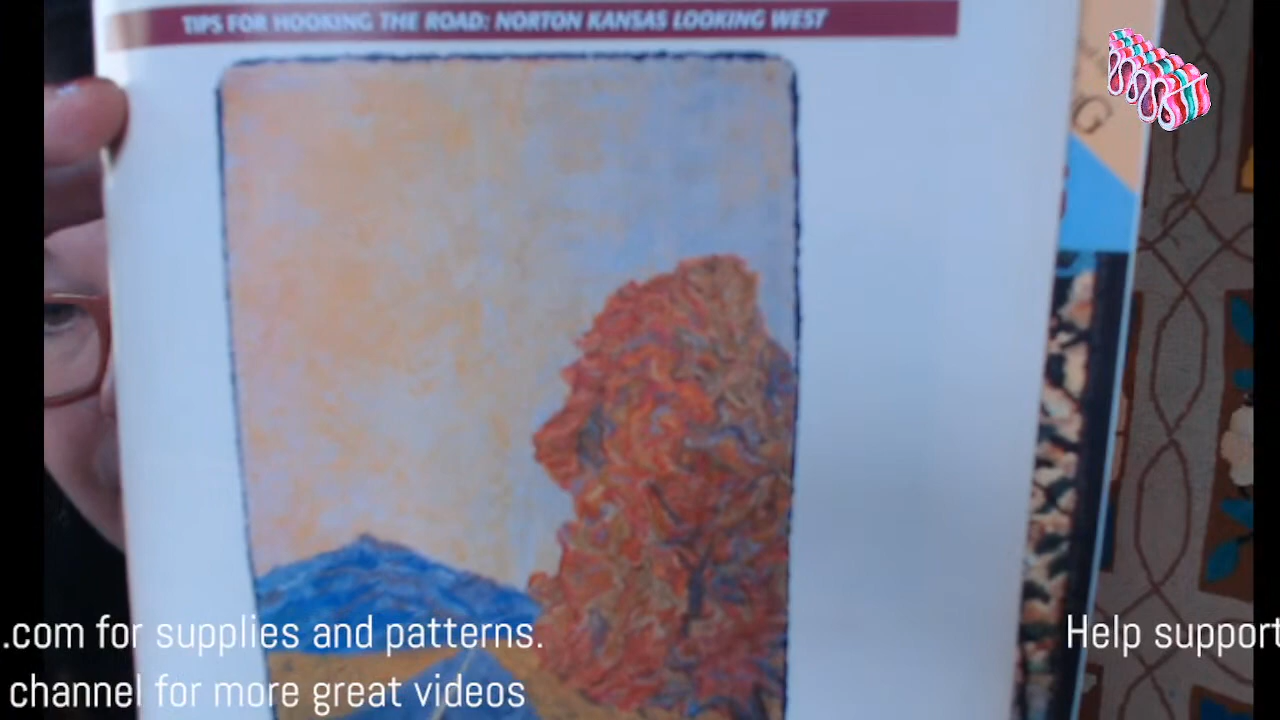 TIPS FOR HOOKING THE ROAD: NORTON KANSAS LOOKING WEST
.com for supplies and patterns.
Help support
channel for more great videos